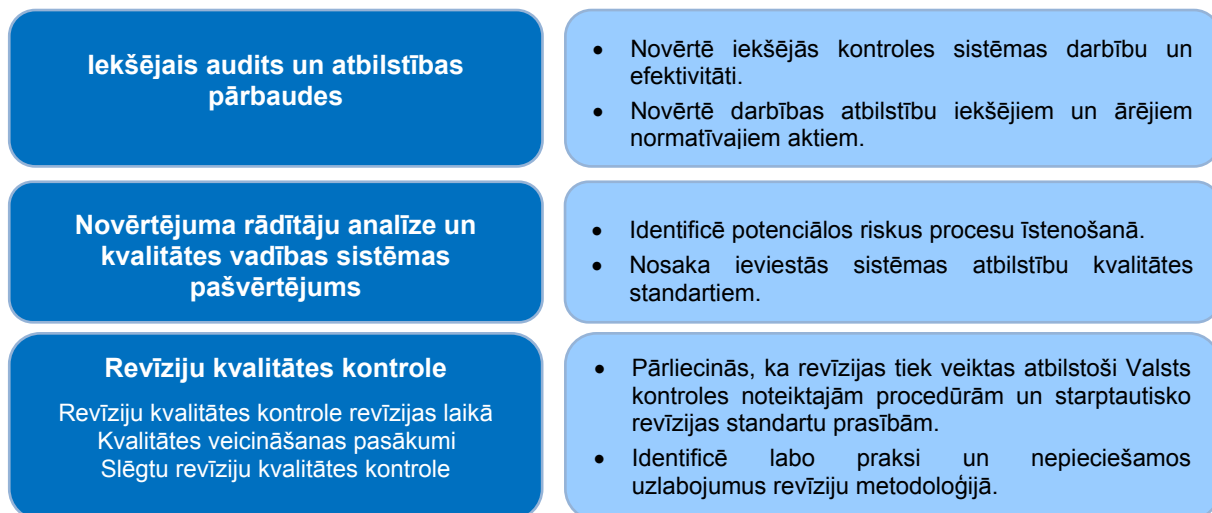 Iekšējais audits un atbilstības
pārbaudes
• Novērtē iekšējās kontroles sistēmas darbību un
efektivitāti.
• Novērtē darbības atbilstību iekšējiem un ārējiem
normatīvajiem aktiem.
Novērtējuma rādītāju analīze un
kvalitātes vadības sistēmas
pašvērtējums
• Identificē potenciālos riskus procesu īstenošanā.
• Nosaka ieviestās sistēmas atbilstību kvalitātes
standartiem.
Revīziju kvalitātes kontrole
Revīziju kvalitātes kontrole revīzijas laikā
Kvalitātes veicināšanas pasākumi
Slēgtu revīziju kvalitātes kontrole
• Pārliecinās, ka revīzijas tiek veiktas atbilstoši Valsts
kontroles noteiktajām procedūrām un starptautisko
revīzijas standartu prasībām.
• Identificē labo praksi un nepieciešamos
uzlabojumus revīziju metodoloģijā.